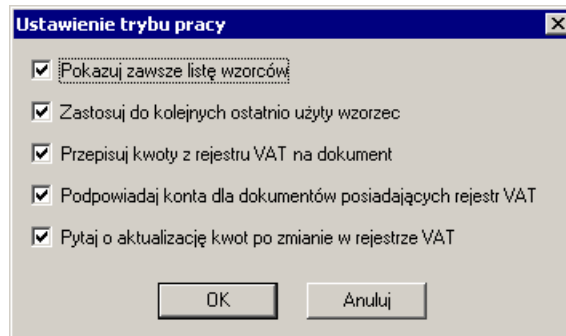 Ustawienie trybu pracy
Pokazuj zawsze listę wzorców
Zastosuj do kolejnych ostatnio użyty wzorzec
Przepisuj kwoty z rejestru VAT na dokument
Podpowiadaj konta dla dokumentów posiadających rejestr VAT
Pytaj o aktualizację kwot po zmianie w rejestrze VAT
OK
Anuluj